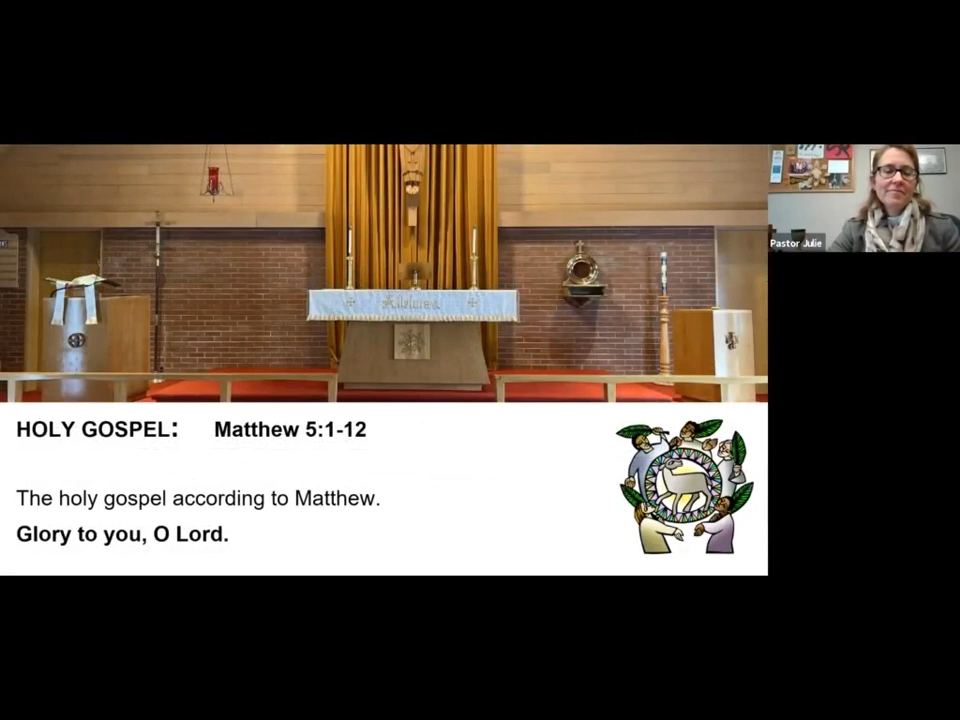 HOLY GOSPEL: Matthew 5:1-12
The holy gospel according to Matthew.
Glory to you, O Lord.
Pastor Julie